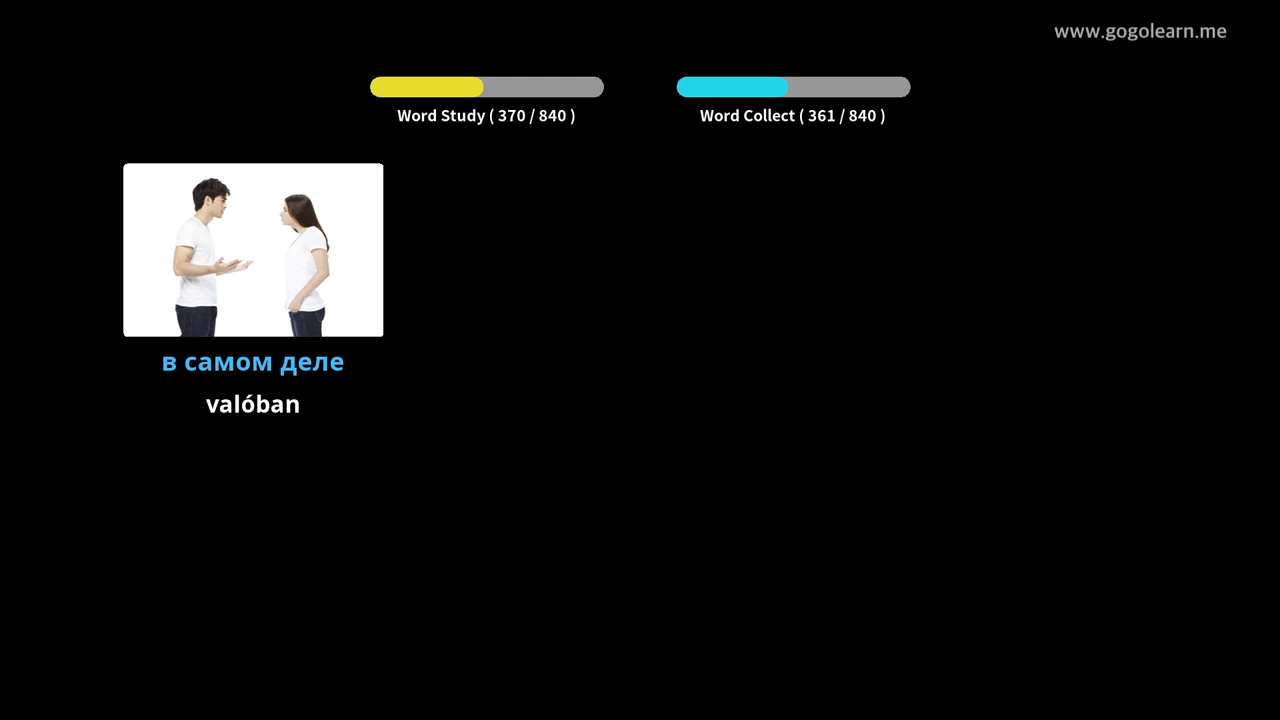 www.gogolearn.me
Word Study ( 370 / 840 )
Word Collect ( 361 / 840 )
в самом деле
valóban